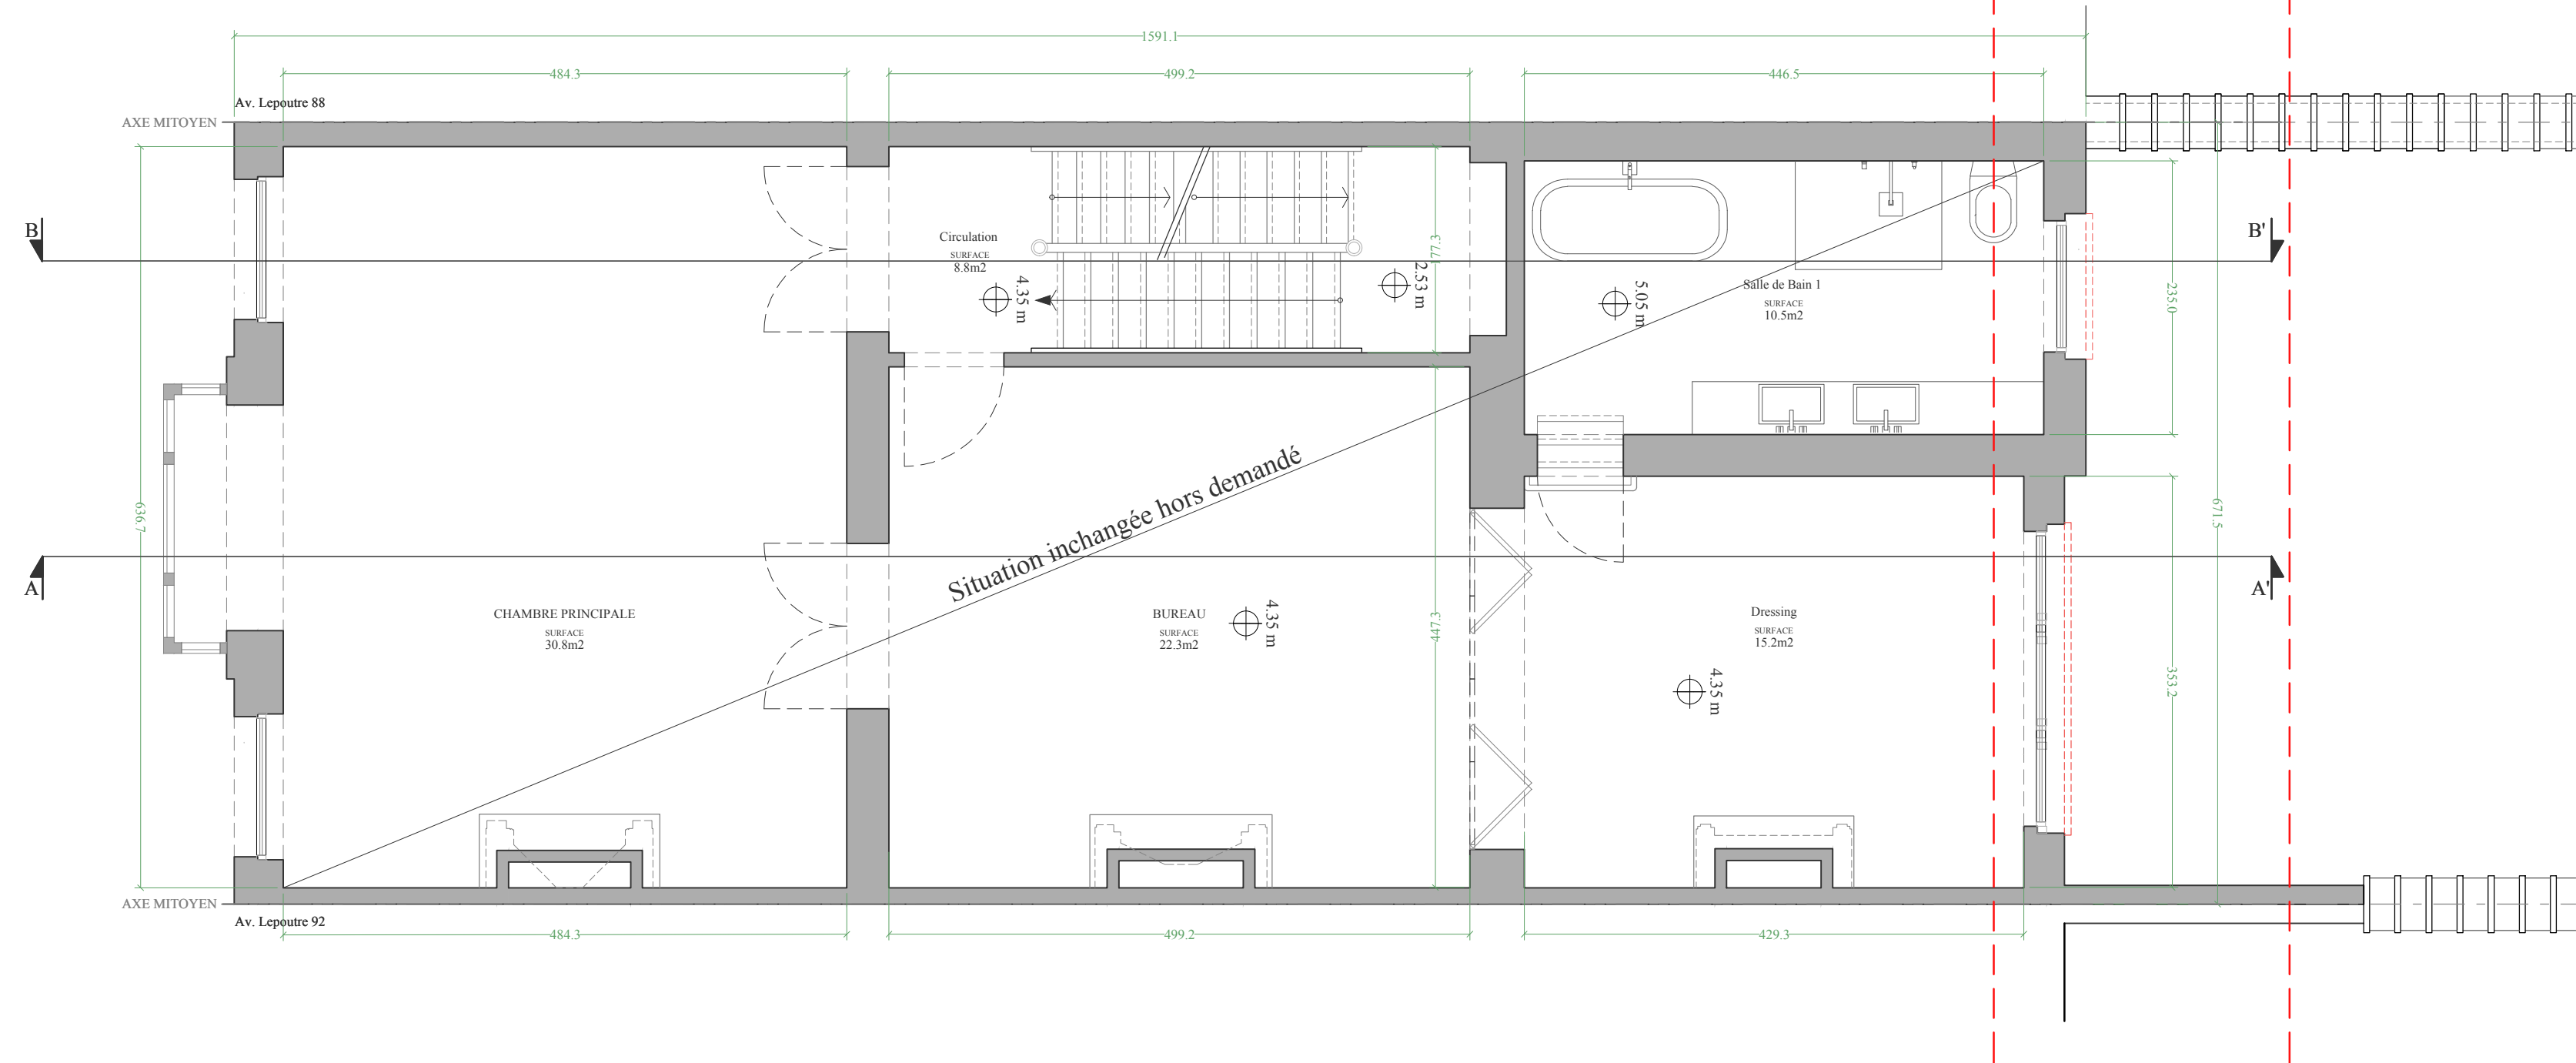 1591.1
484.3
499.2
446.5
Av. Lepoutre 88
AXE MITOYEN
B
B'
Circulation
SURFACE
8.8m2
4.35 m
2.53 m
177.3
5.05 m
Salle de Bain 1
SURFACE
10.5m2
235.0
636.7
671.5
Situation inchangée hors demandé
A
A'
CHAMBRE PRINCIPALE
SURFACE
30.8m2
BUREAU
SURFACE
22.3m2
4.35 m
447.3
Dressing
SURFACE
15.2m2
4.35 m
353.2
AXE MITOYEN
Av. Lepoutre 92
484.3
499.2
429.3